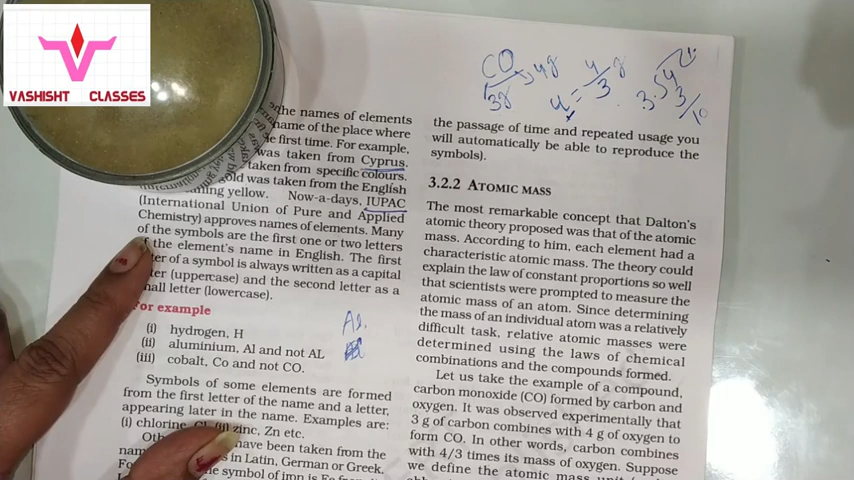 VASHISHT CLASSES
CO
3g 4g
4/3 g
the names of elements
name of the place where
the first time. For example,
was taken from Cyprus.
taken from specific colours.
old was taken from the English
ning yellow. Now-a-days, IUPAC
(International Union of Pure and Applied
Chemistry) approves names of elements. Many
of the symbols are the first one or two letters
the element's name in English. The first
ter of a symbol is always written as a capital
ter (uppercase) and the second letter as a
mall letter (lowercase).
For example
(i) hydrogen, H
(ii) aluminium, Al and not AL
(iii) cobalt, Co and not CO.
Symbols of some elements are formed
from the first letter of the name and a letter,
appearing later in the name. Examples are:
(i) chlorine, Cl, (ii) zinc, Zn etc.
Oth have been taken from the
nam s in Latin, German or Greek.
Fo he symbol of iron is Fe from it
the passage of time and repeated usage you
will automatically be able to reproduce the
symbols).
3.2.2 ATOMIC MASS
The most remarkable concept that Dalton's
atomic theory proposed was that of the atomic
mass. According to him, each element had a
characteristic atomic mass. The theory could
explain the law of constant proportions so well
that scientists were prompted to measure the
atomic mass of an atom. Since determining
the mass of an individual atom was a relatively
difficult task, relative atomic masses were
determined using the laws of chemical
combinations and the compounds formed.
Let us take the example of a compound,
carbon monoxide (CO) formed by carbon and
oxygen. It was observed experimentally that
3 g of carbon combines with 4 g of oxygen to
form CO. In other words, carbon combines
with 4/3 times its mass of oxygen. Suppose
we define the atomic mass unit